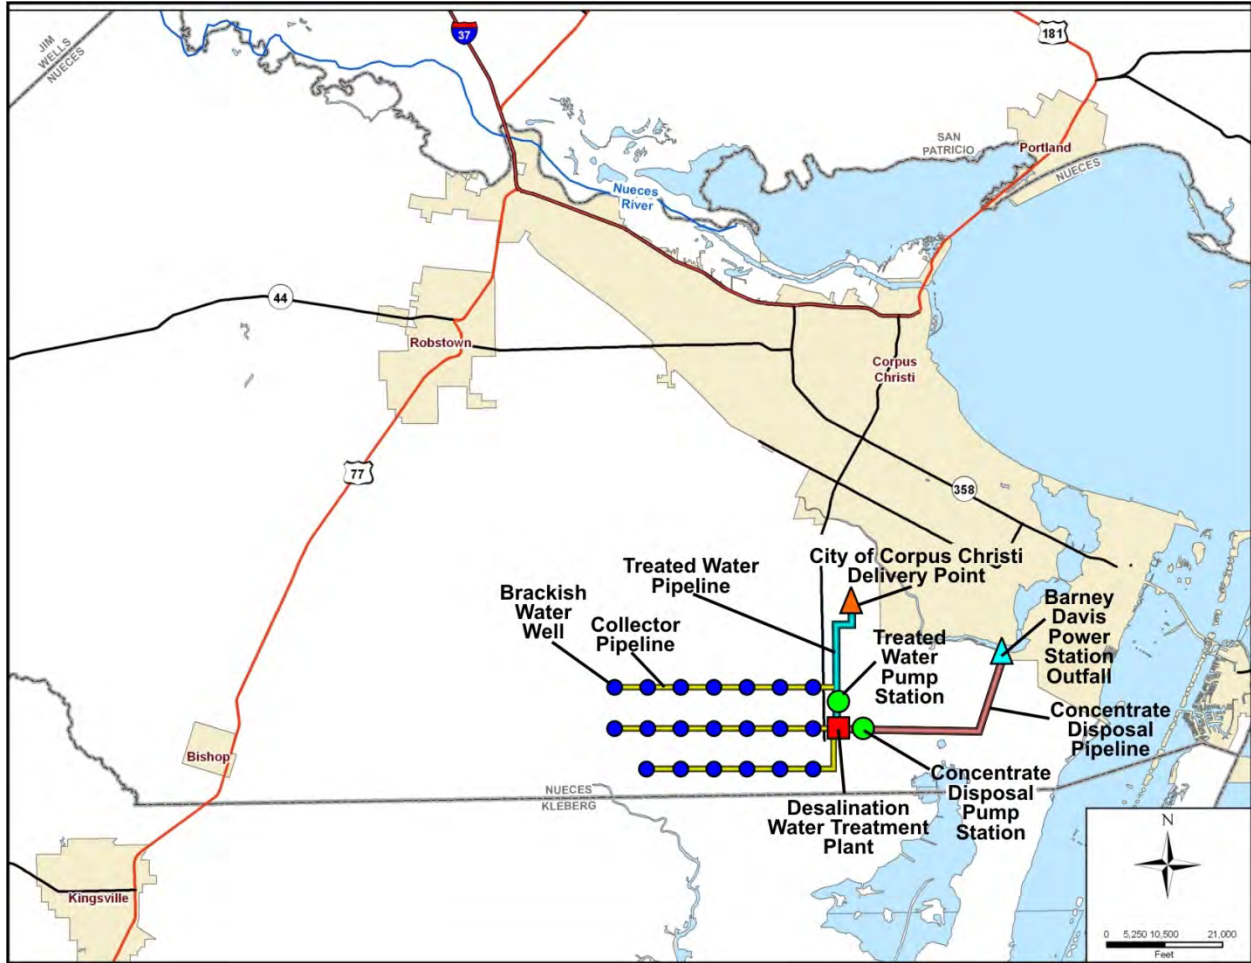 JIM
WELLS
NUECES
37
181
SAN
PATRICIO
Portland
NUECES
Nueces
River
44
Robstown
Corpus
Christi
77
358
City of Corpus Christi
Delivery Point
Treated Water
Pipeline
Brackish
Water
Well
Collector
Pipeline
Treated
Water
Pump
Station
Barney
Davis
Power
Station
Outfall
Concentrate
Disposal
Pipeline
Bishop
NUECES
KLEBERG
Desalination
Water Treatment
Plant
Concentrate
Disposal
Pump
Station
Kingsville
N
0 5,250 10,500 21,000
Feet